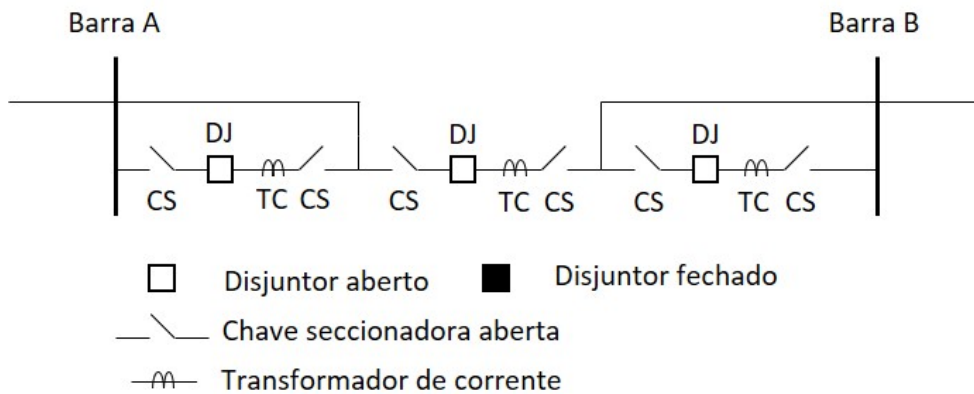 Barra A Barra B
DJ DJ DJ
CS TC CS CS TC CS CS TC CS
Disjuntor aberto Disjuntor fechado
Chave seccionadora aberta
Transformador de corrente